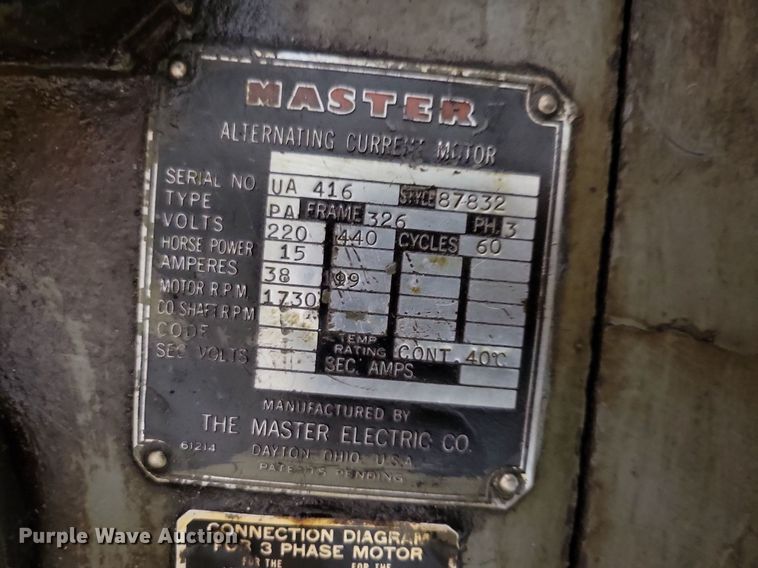 MASTER
ALTERNATING CURRENT MOTOR
SERIAL NO. UA 416 STYLE 87832
TYPE PA FRAME 326 PH. 3
VOLTS 220 440 CYCLES 60
HORSE POWER 15
AMPERES 38 19
MOTOR R.P.M. 1730
CO. SHAFT R.P.M.
CODE TEMP. RATING CONT. 40°C
SEC VOLTS SEC. AMPS.
MANUFACTURED BY
THE MASTER ELECTRIC CO.
61214 DAYTON, OHIO, U.S.A.
PATENTS PENDING
CONNECTION DIAGRAM
FOR 3 PHASE MOTOR
FOR THE FOR THE
Purple Wave Auction